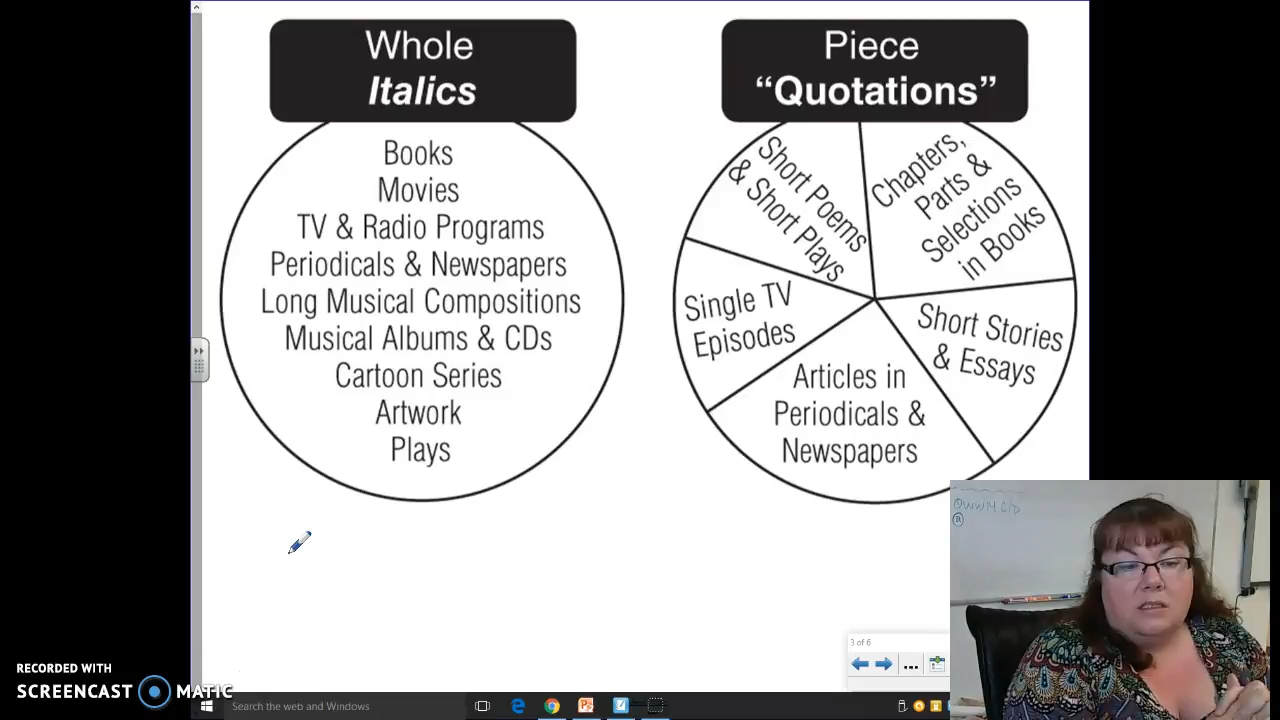 Whole
Italics
Books
Movies
TV & Radio Programs
Periodicals & Newspapers
Long Musical Compositions
Musical Albums & CDs
Cartoon Series
Artwork
Plays
Piece
“Quotations”
Short Poems
& Short Plays
Chapters,
Parts &
Selections
in Books
Single TV
Episodes
Short Stories
& Essays
Articles in
Periodicals &
Newspapers
3 of 6
RECORDED WITH
SCREENCAST MATIC
Search the web and Windows